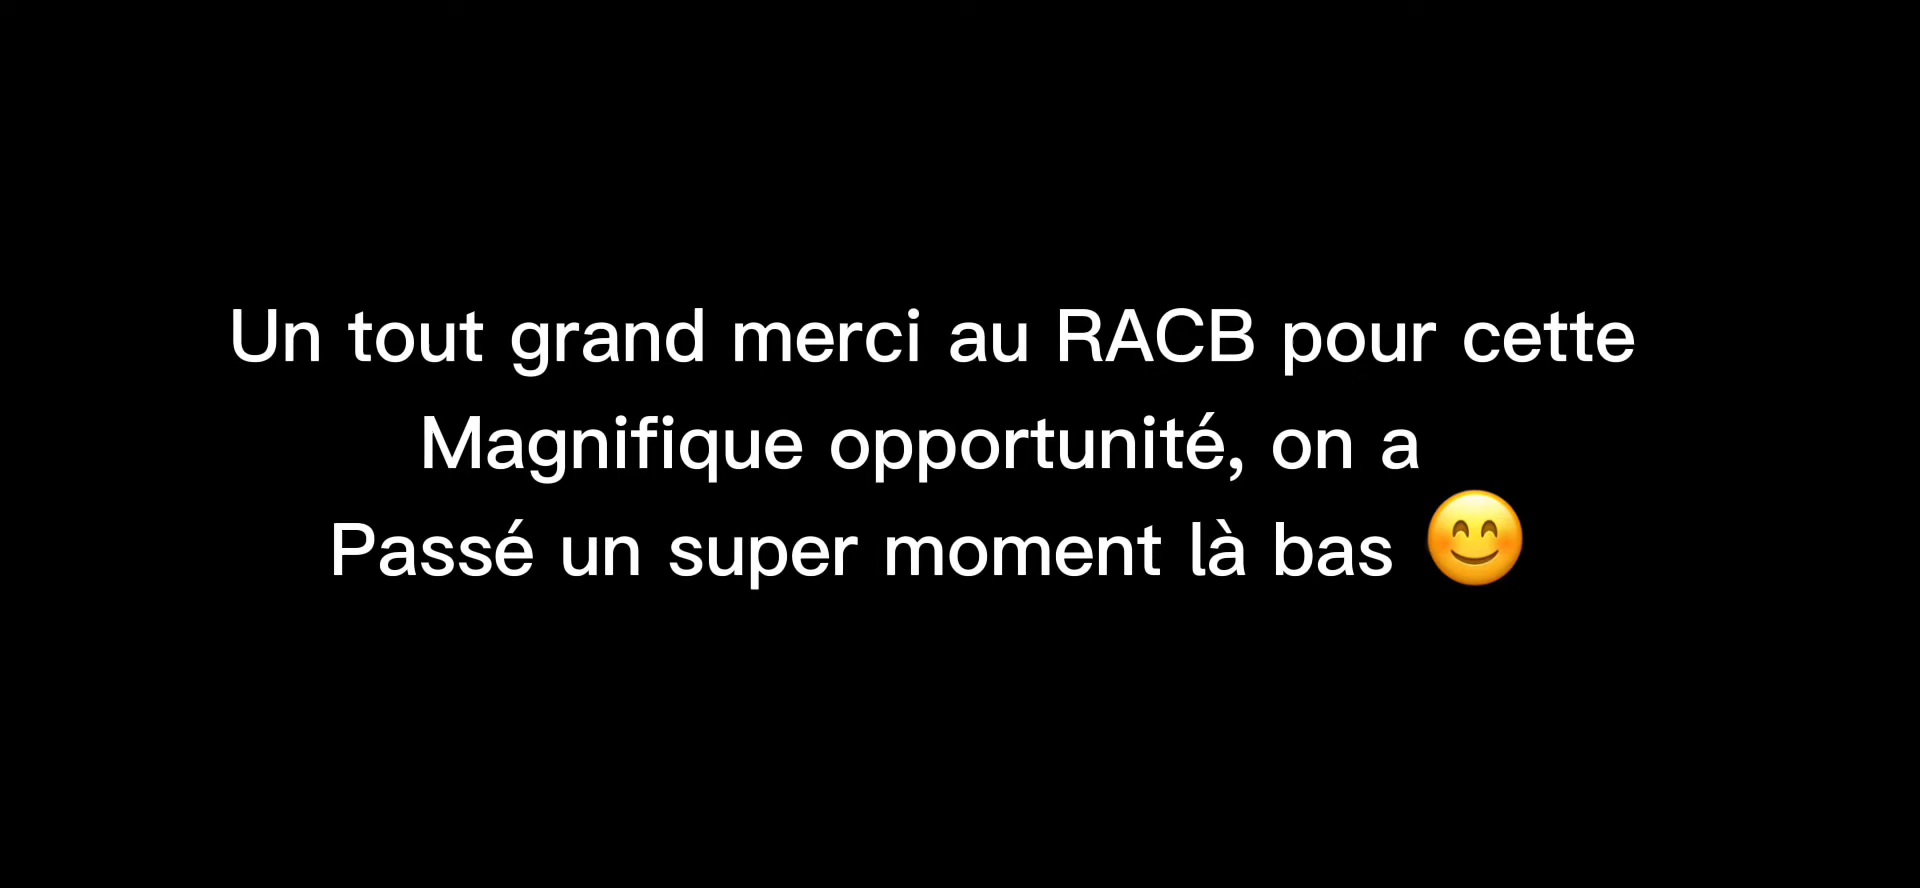 Un tout grand merci au RACB pour cette
Magnifique opportunité, on a
Passé un super moment là bas 😊